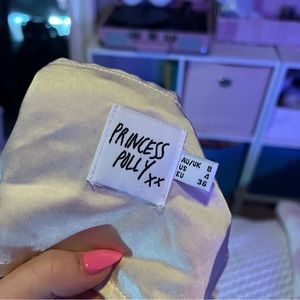 PRINCESS
POLLY
xx
AU/UK 8
US 4
EU 36